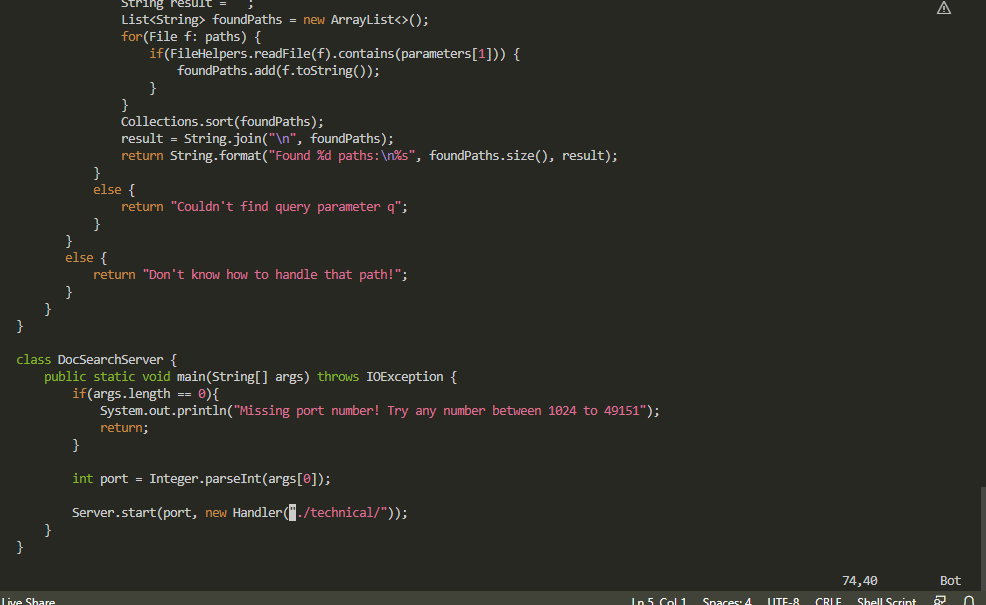 String result = "";
List<String> foundPaths = new ArrayList<>();
for(File f: paths) {
if(FileHelpers.readFile(f).contains(parameters[1])) {
foundPaths.add(f.toString());
}
}
Collections.sort(foundPaths);
result = String.join("\n", foundPaths);
return String.format("Found %d paths:\n%s", foundPaths.size(), result);
}
else {
return "Couldn't find query parameter q";
}
}
else {
return "Don't know how to handle that path!";
}
}
}
class DocSearchServer {
public static void main(String[] args) throws IOException {
if(args.length == 0){
System.out.println("Missing port number! Try any number between 1024 to 49151");
return;
}
int port = Integer.parseInt(args[0]);
Server.start(port, new Handler("./technical/"));
}
}
74,40 Bot
Live Share Ln 5, Col 1 Spaces: 4 UTF-8 CRLF Shell Script